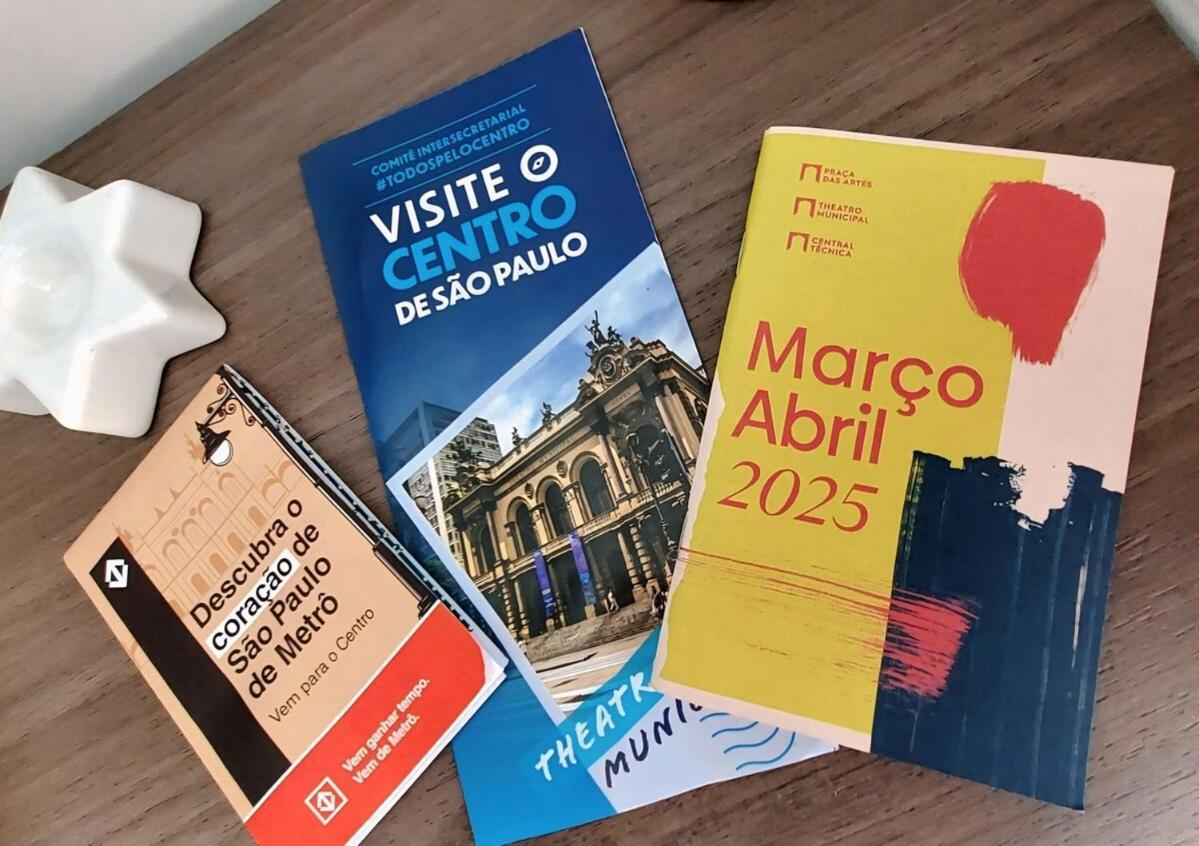 Descubra o
coração de
São Paulo
de Metrô
Vem para o Centro
Vem ganhar tempo.
Vem de Metrô.
COMITÊ INTERSECRETARIAL
#TODOSPELOCENTRO
VISITE O
CENTRO
DE SÃO PAULO
THEATR
MUNIC
PRAÇA
DAS ARTES
THEATRO
MUNICIPAL
CENTRAL
TÉCNICA
Março
Abril
2025